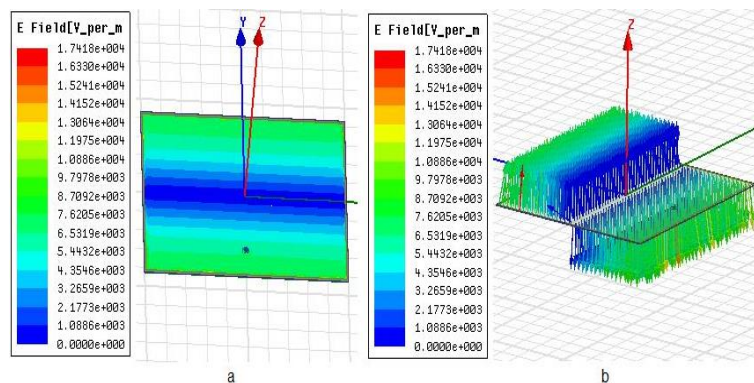 E Field[V_per_m
1.7418e+004
1.6330e+004
1.5241e+004
1.4152e+004
1.3064e+004
1.1975e+004
1.0886e+004
9.7978e+003
8.7092e+003
7.6205e+003
6.5319e+003
5.4432e+003
4.3546e+003
3.2659e+003
2.1773e+003
1.0886e+003
0.0000e+000
Y
Z
a
E Field[V_per_m
1.7418e+004
1.6330e+004
1.5241e+004
1.4152e+004
1.3064e+004
1.1975e+004
1.0886e+004
9.7978e+003
8.7092e+003
7.6205e+003
6.5319e+003
5.4432e+003
4.3546e+003
3.2659e+003
2.1773e+003
1.0886e+003
0.0000e+000
Z
b